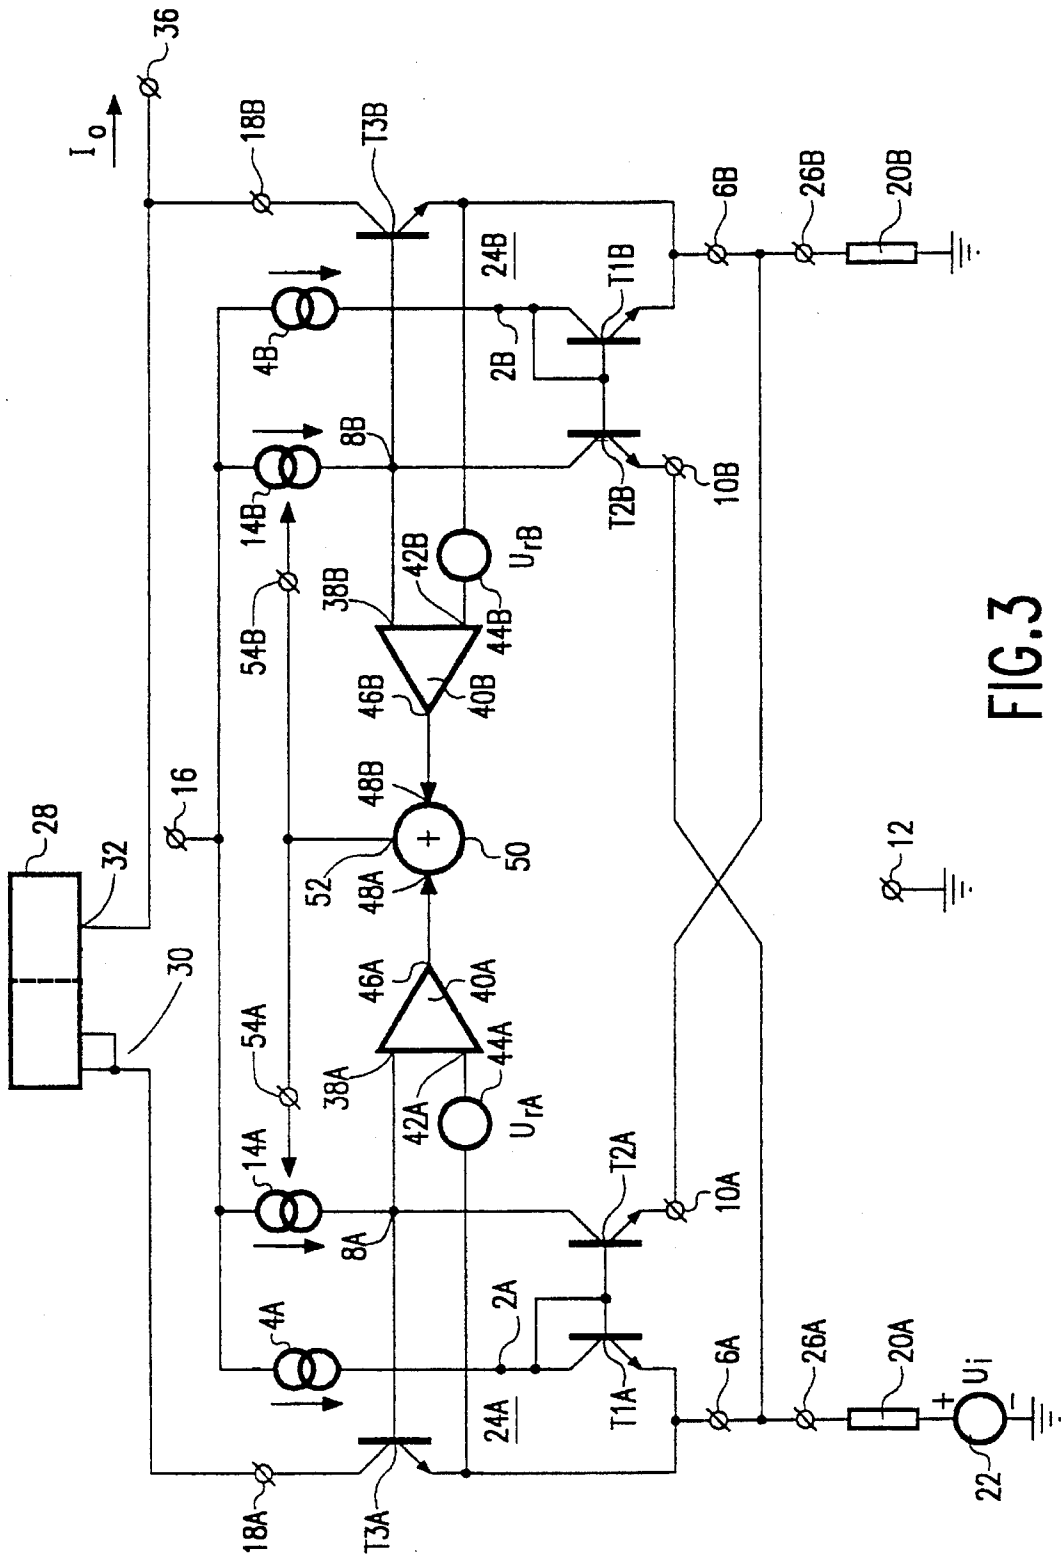 28
30
32
16
36
I₀
18A
4A
14A
54A
52
54B
14B
4B
18B
T3A
8A
38A
46A
48A
48B
46B
38B
8B
T3B
24A
2A
42A
40A
50
40B
42B
2B
24B
44A
44B
UrA
UrB
T1A
T2A
T2B
T1B
6A
10A
10B
6B
26A
12
26B
20A
20B
+
22
Ui
-
+
FIG.3